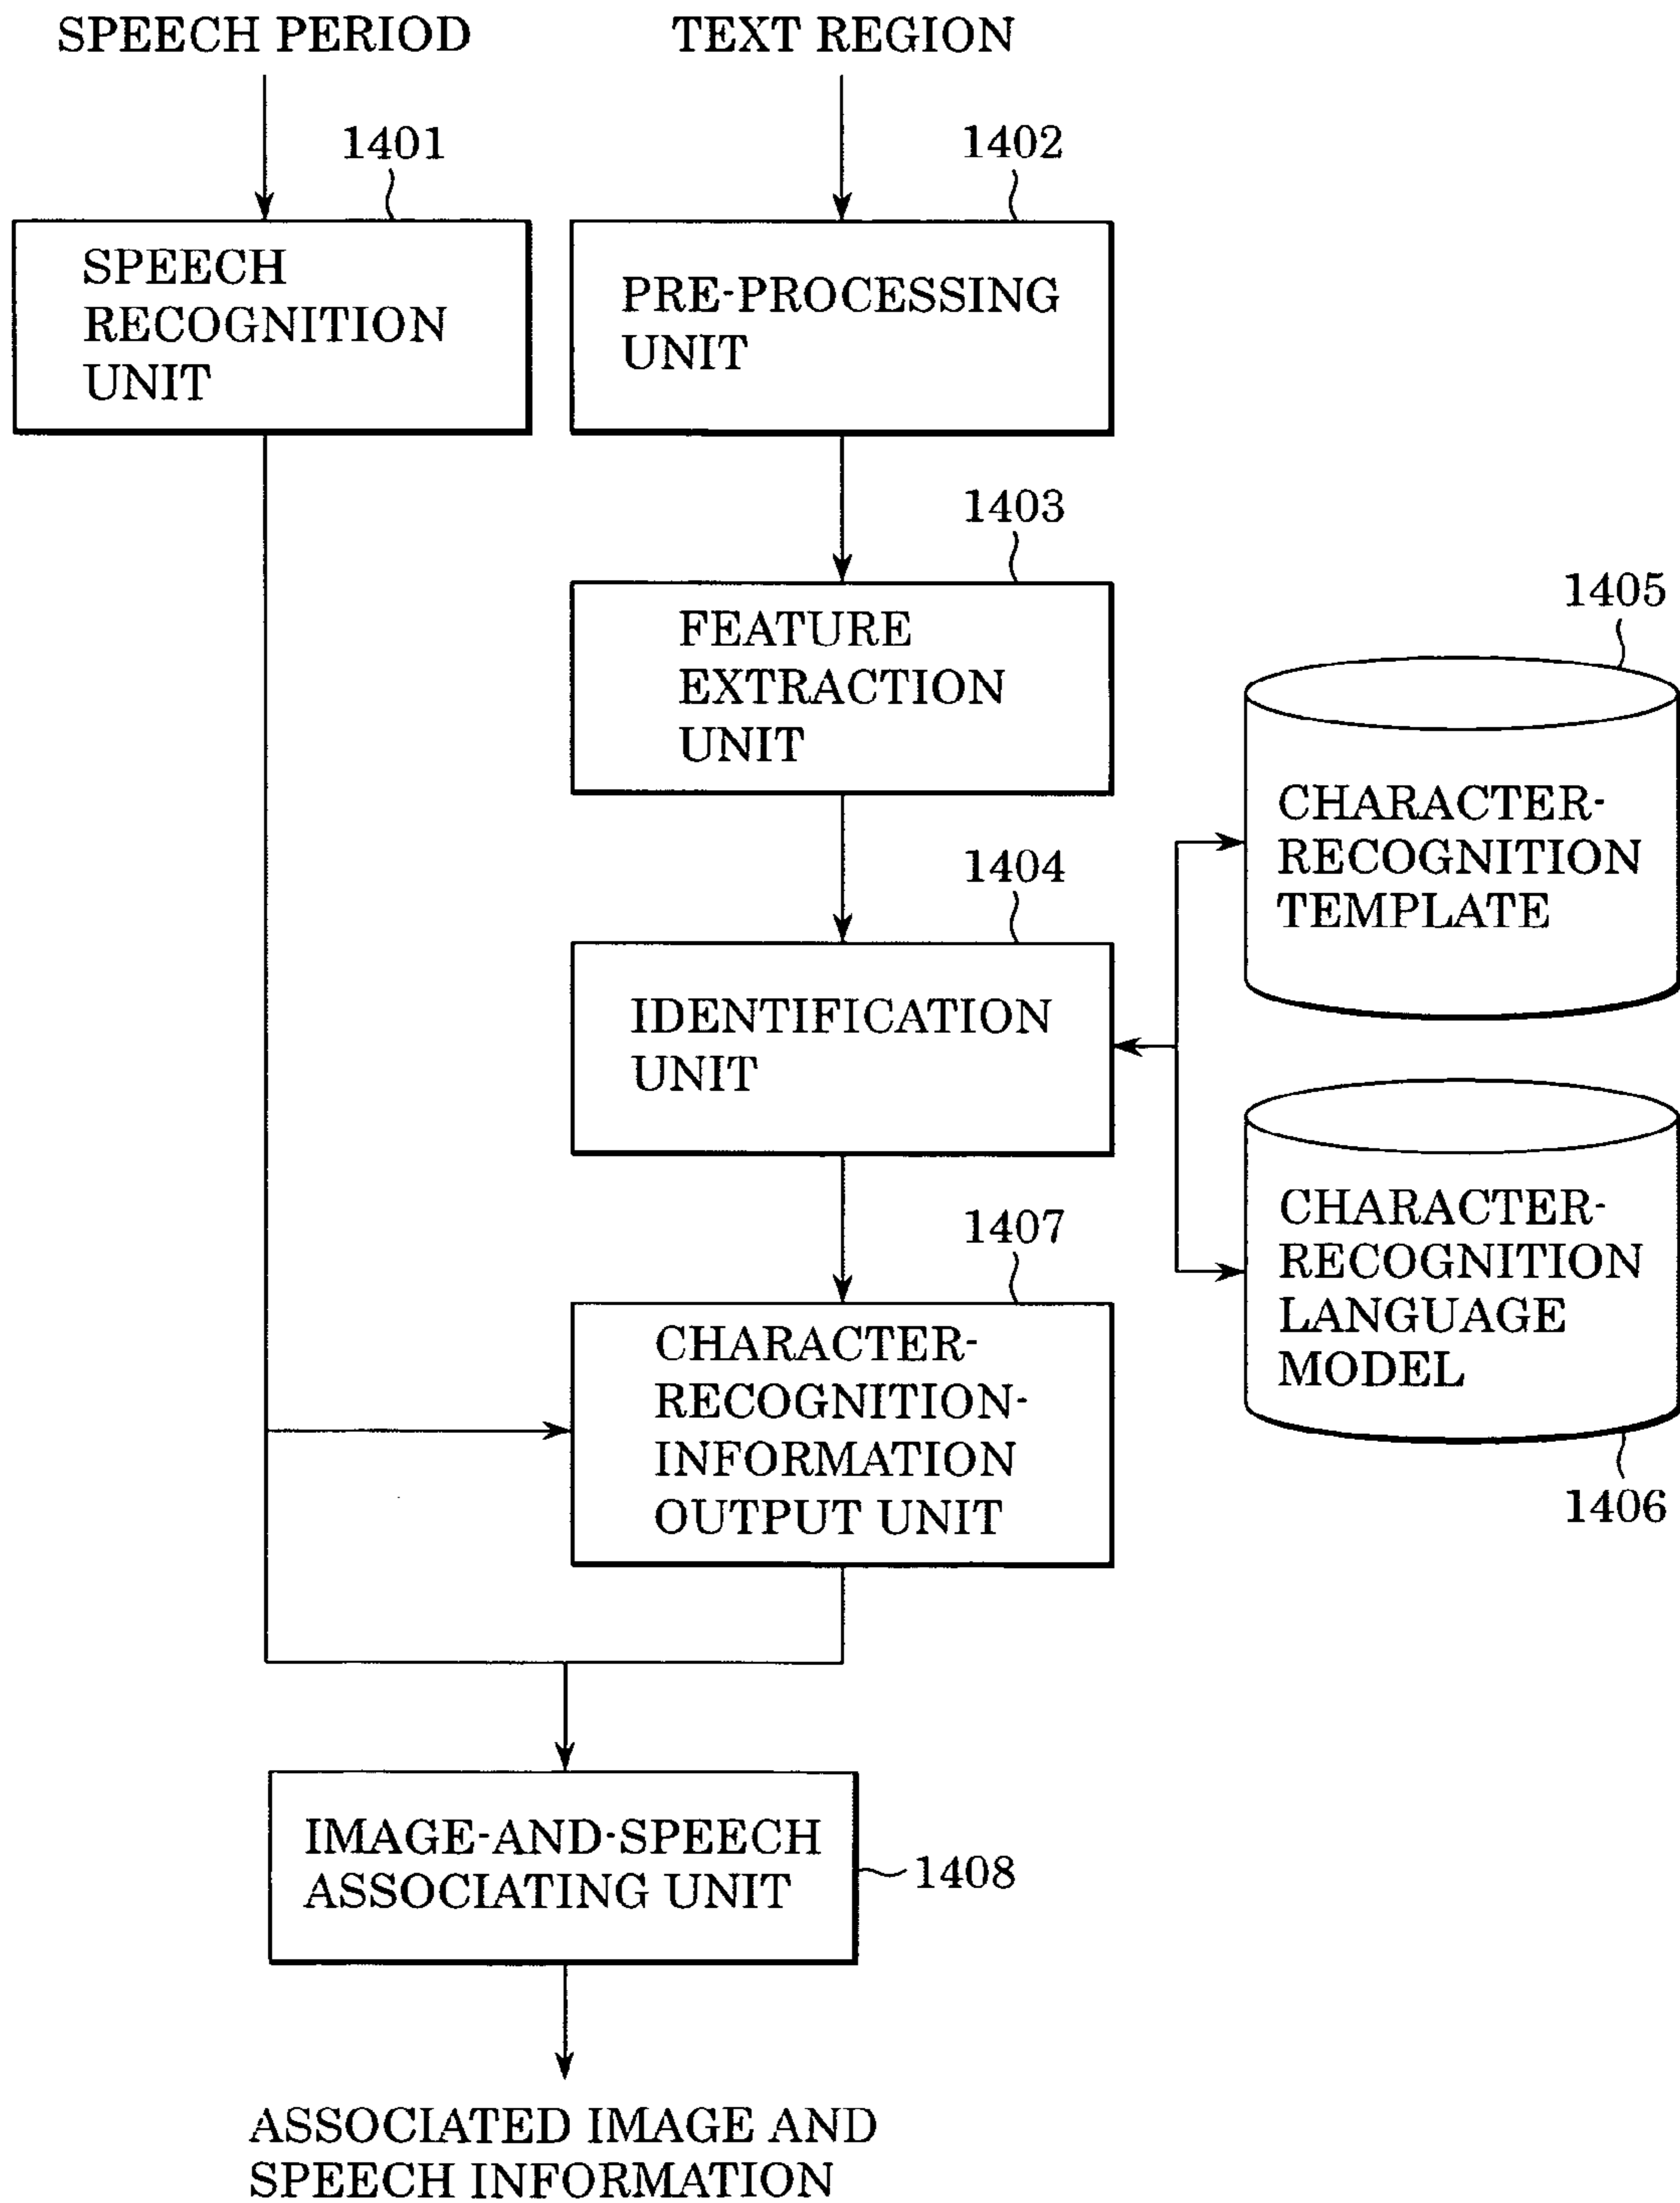 SPEECH PERIOD
TEXT REGION
1401
1402
SPEECH
RECOGNITION
UNIT
PRE-PROCESSING
UNIT
1403
FEATURE
EXTRACTION
UNIT
1405
CHARACTER-
RECOGNITION
TEMPLATE
1404
IDENTIFICATION
UNIT
CHARACTER-
RECOGNITION
LANGUAGE
MODEL
1406
1407
CHARACTER-
RECOGNITION-
INFORMATION
OUTPUT UNIT
IMAGE-AND-SPEECH
ASSOCIATING UNIT
1408
ASSOCIATED IMAGE AND
SPEECH INFORMATION